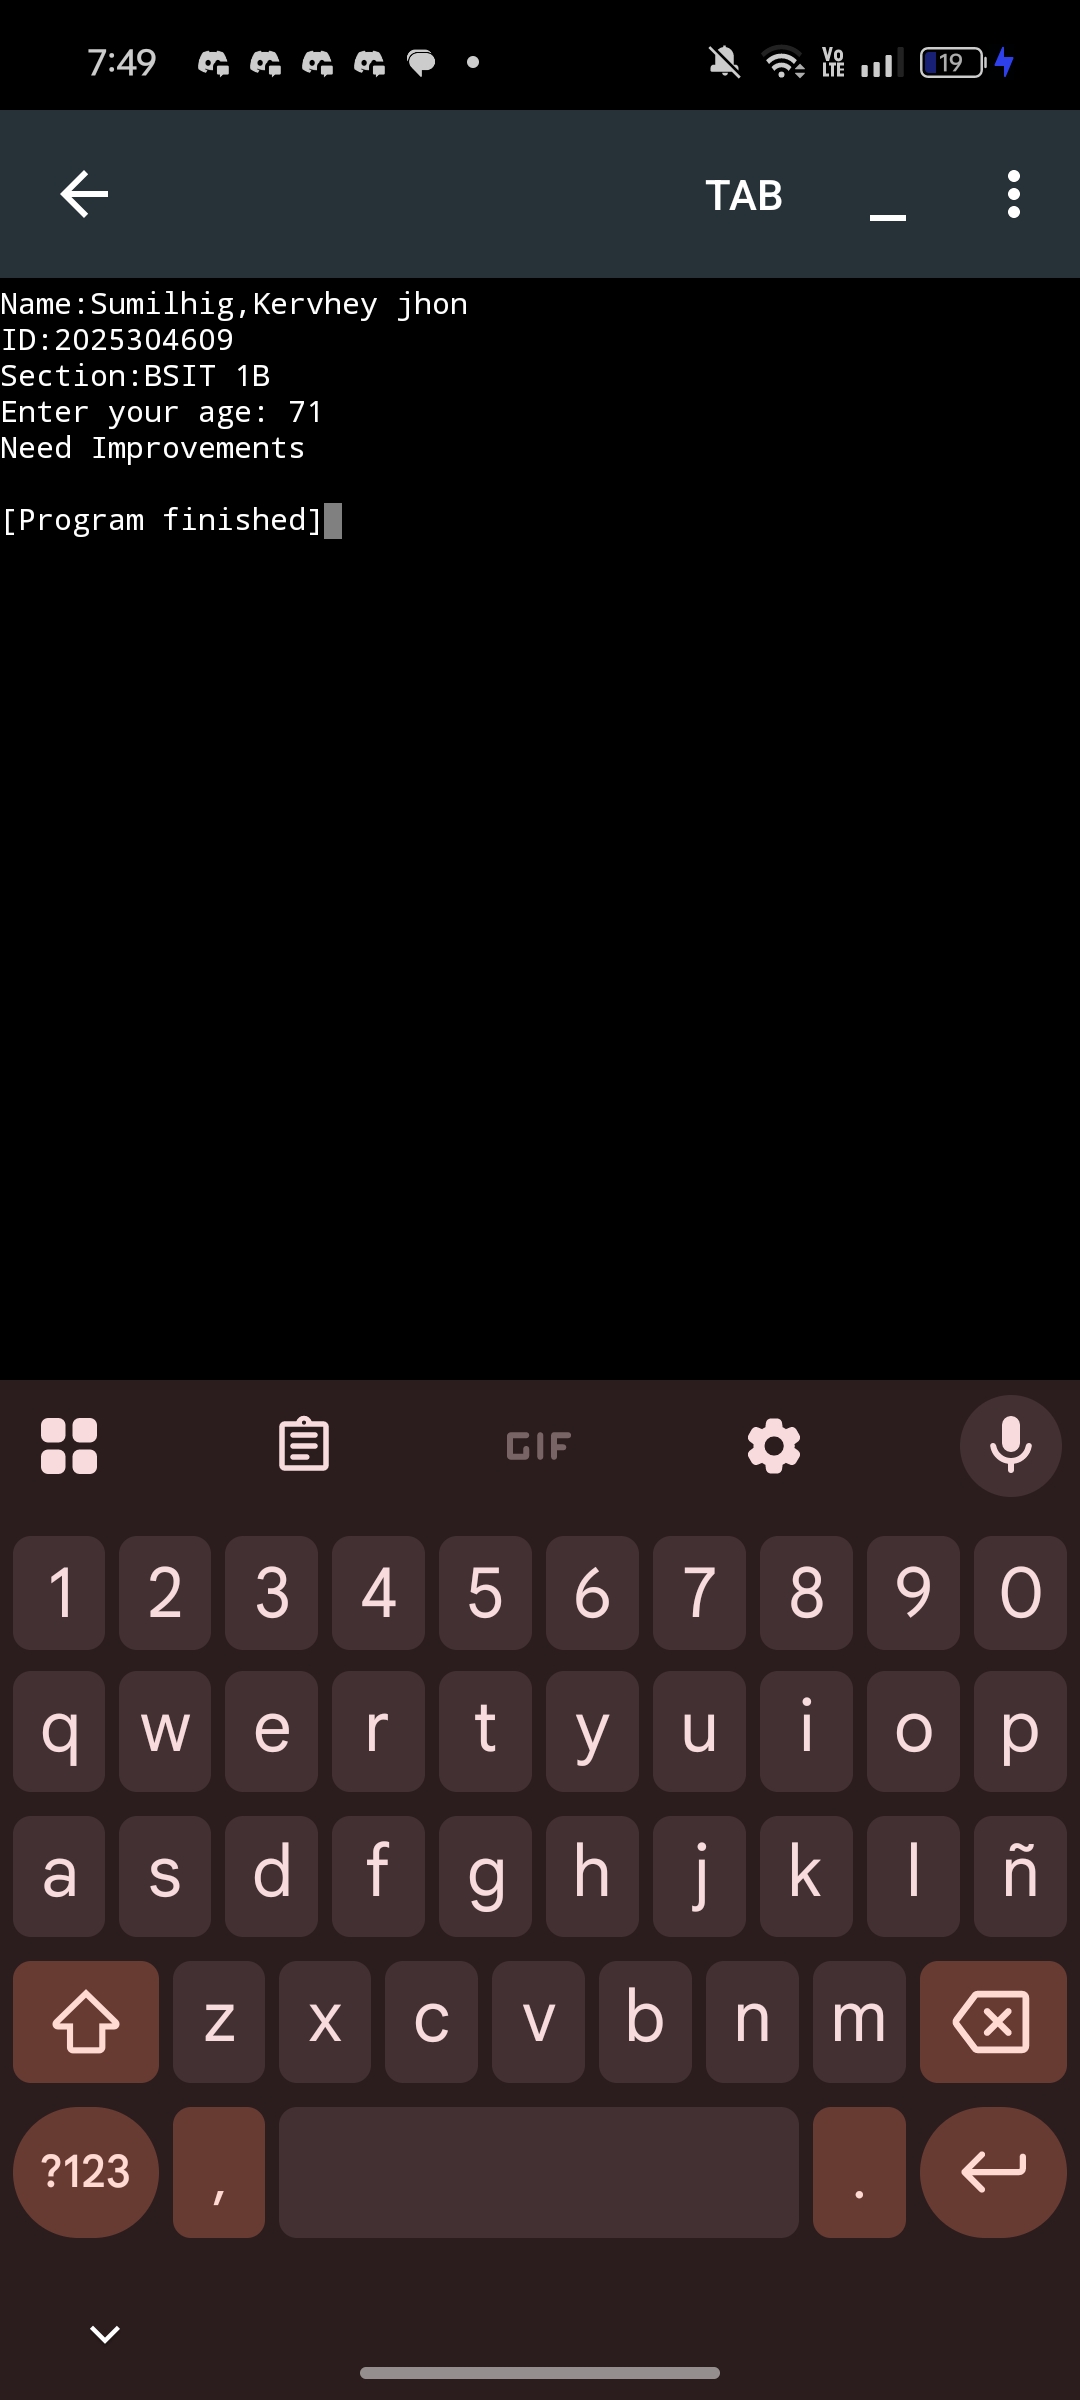 7:49
Vo
LTE
19
TAB
Name:Sumilhig,Kervhey jhon
ID:2025304609
Section:BSIT 1B
Enter your age: 71
Need Improvements
[Program finished]
GIF
1 2 3 4 5 6 7 8 9 0
q w e r t y u i o p
a s d f g h j k l ñ
z x c v b n m
?123 , .